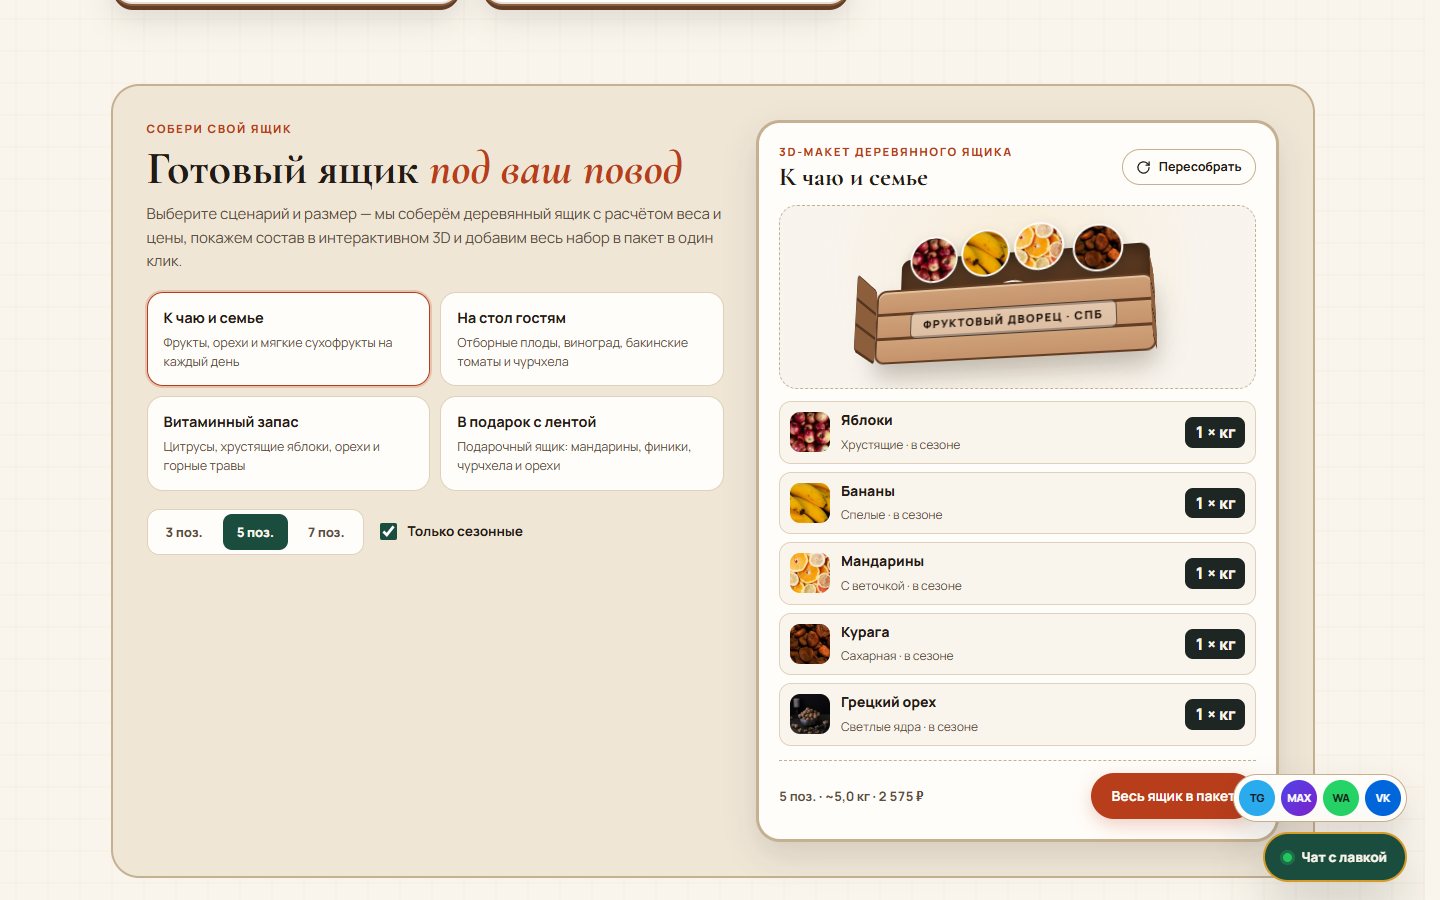 СОБЕРИ СВОЙ ЯЩИК
Готовый ящик под ваш повод
Выберите сценарий и размер — мы соберём деревянный ящик с расчётом веса и
цены, покажем состав в интерактивном 3D и добавим весь набор в пакет в один
клик.
К чаю и семье
Фрукты, орехи и мягкие сухофрукты на
каждый день
На стол гостям
Отборные плоды, виноград, бакинские
томаты и чурчхела
Витаминный запас
Цитрусы, хрустящие яблоки, орехи и
горные травы
В подарок с лентой
Подарочный ящик: мандарины, финики,
чурчхела и орехи
3 поз. 5 поз. 7 поз. Только сезонные
3D-МАКЕТ ДЕРЕВЯННОГО ЯЩИКА
К чаю и семье
Пересобрать
ФРУКТОВЫЙ ДВОРЕЦ · СПБ
Яблоки
Хрустящие · в сезоне
1 × кг
Бананы
Спелые · в сезоне
1 × кг
Мандарины
С веточкой · в сезоне
1 × кг
Курага
Сахарная · в сезоне
1 × кг
Грецкий орех
Светлые ядра · в сезоне
1 × кг
5 поз. · ~5,0 кг · 2 575 ₽
Весь ящик в пакет
TG MAX WA VK
Чат с лавкой